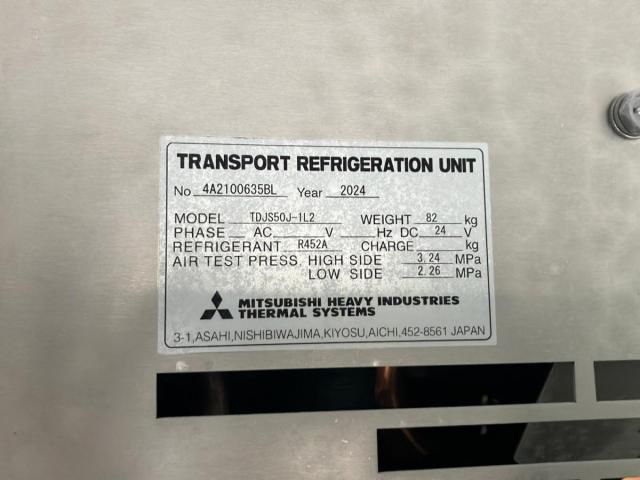 TRANSPORT REFRIGERATION UNIT
No. 4A2100635BL Year 2024
MODEL TDJS50J-1L2 WEIGHT 82 kg
PHASE AC V Hz DC 24 V
REFRIGERANT R452A CHARGE kg
AIR TEST PRESS, HIGH SIDE 3.24 MPa
LOW SIDE 2.26 MPa
MITSUBISHI HEAVY INDUSTRIES
THERMAL SYSTEMS
3-1,ASAHI,NISHIBIWAJIMA,KIYOSU,AICHI,452-8561 JAPAN